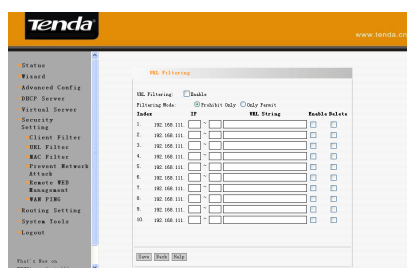 Tenda
www.tenda.cn
Status
Wizard
Advanced Config
DHCP Server
Virtual Server
Security
Setting
Client Filter
URL Filter
MAC Filter
Prevent Network
Attack
Remote WEB
Management
WAN PING
Routing Setting
System Tools
Logout
What's New on
URL Filtering
URL Filtering: Enable
Filtering Mode: Prohibit Only Only Permit
Index IP URL String Enable Delete
1. 192.168.111. ~
2. 192.168.111. ~
3. 192.168.111. ~
4. 192.168.111. ~
5. 192.168.111. ~
6. 192.168.111. ~
7. 192.168.111. ~
8. 192.168.111. ~
9. 192.168.111. ~
10. 192.168.111. ~
Save Back Help